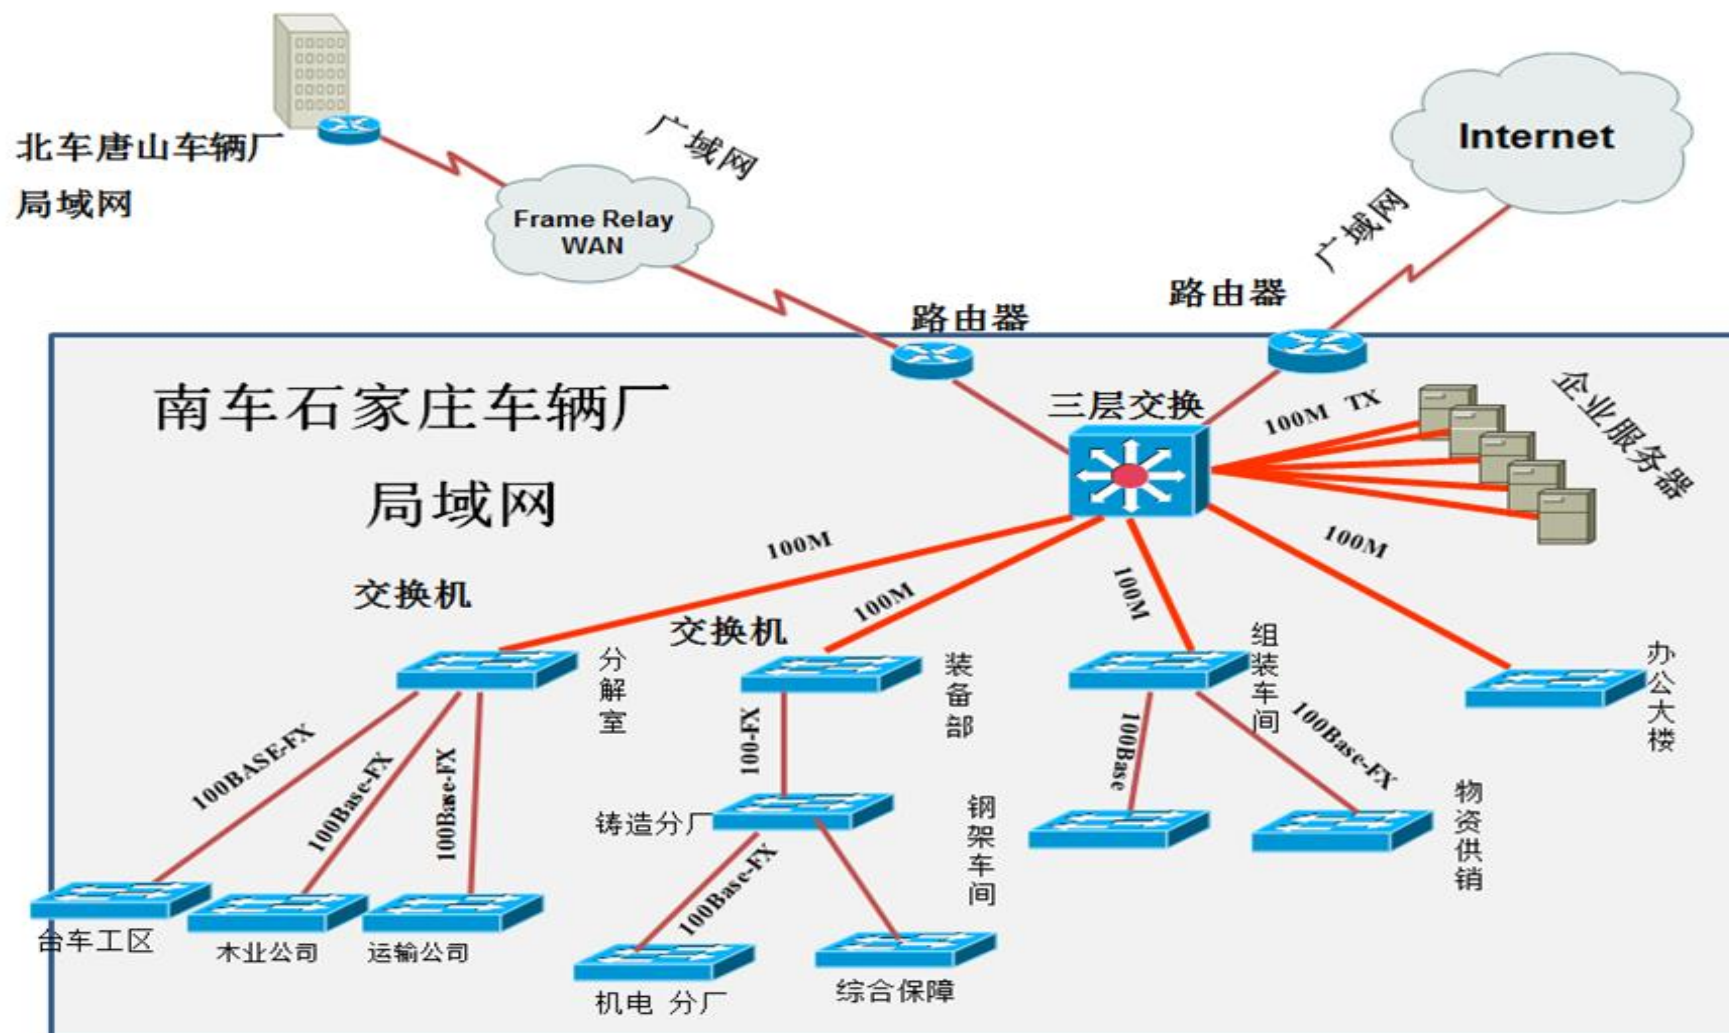 北车唐山车辆厂
局域网
广域网
Frame Relay
WAN
Internet
广域网
路由器
路由器
南车石家庄车辆厂
局域网
三层交换
100M TX
企业服务器
100M
100M
100M
100M
交换机
交换机
分解室
装备部
组装车间
办公大楼
100BASE-FX
100Base-FX
100Base-FX
100-FX
100Base
100Base-FX
铸造分厂
钢架车间
物资供销
100Base-FX
台车工区
木业公司
运输公司
机电 分厂
综合保障